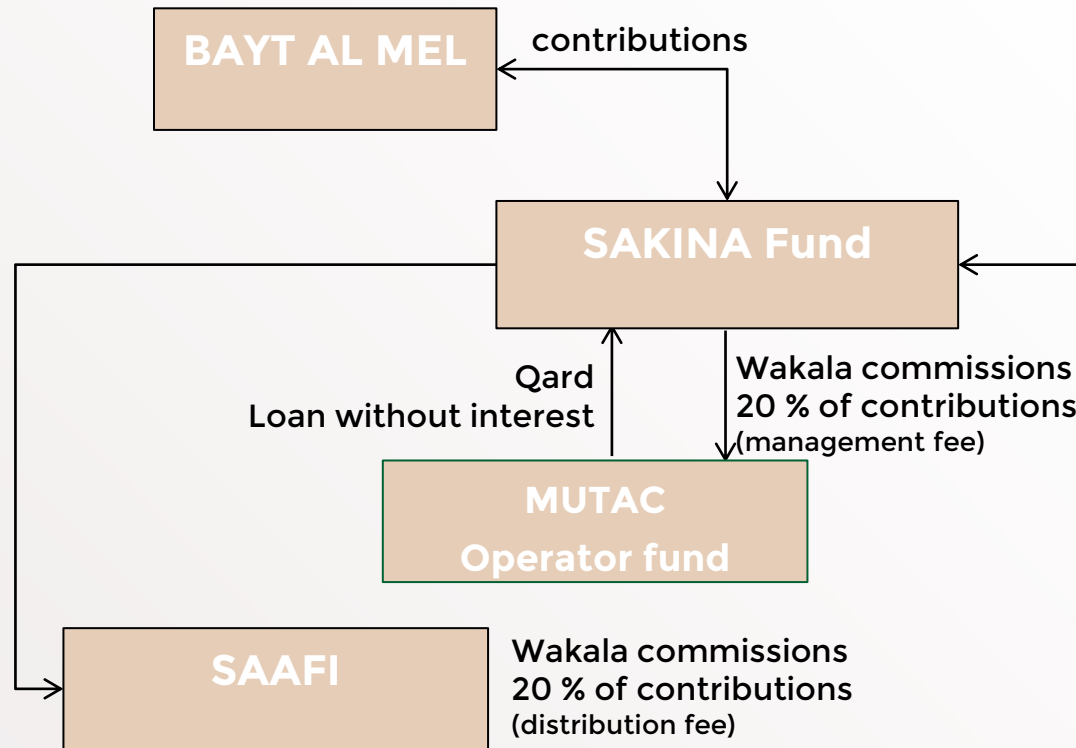 BAYT AL MEL
contributions
SAKINA Fund
Qard
Loan without interest
Wakala commissions
20 % of contributions
(management fee)
MUTAC
Operator fund
SAAFI
Wakala commissions
20 % of contributions
(distribution fee)